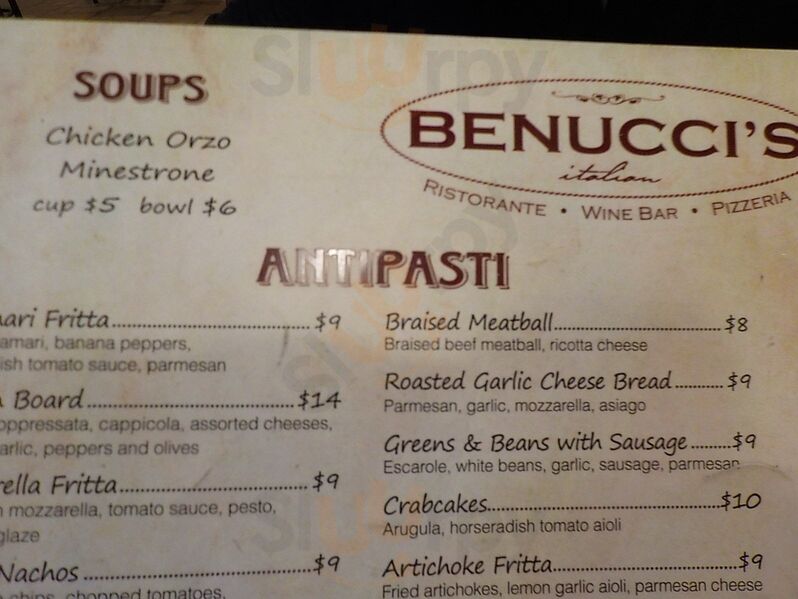 SOUPS
Chicken Orzo
Minestrone
cup $5 bowl $6
BENUCCI'S
italian
RISTORANTE • WINE BAR • PIZZERIA
ANTIPASTI
Fritta..........$9
banana peppers,
tomato sauce, parmesan
Board..........$14
cappicola, assorted cheeses,
peppers and olives
Fritta..........$9
mozzarella, tomato sauce, pesto,
glaze
Nachos..........$9
chips, chopped tomatoes,
Braised Meatball..........$8
Braised beef meatball, ricotta cheese
Roasted Garlic Cheese Bread..........$9
Parmesan, garlic, mozzarella, asiago
Greens & Beans with Sausage.........$9
Escarole, white beans, garlic, sausage, parmesan
Crabcakes..........$10
Arugula, horseradish tomato aioli
Artichoke Fritta..........$9
Fried artichokes, lemon garlic aioli, parmesan cheese
slurrpy